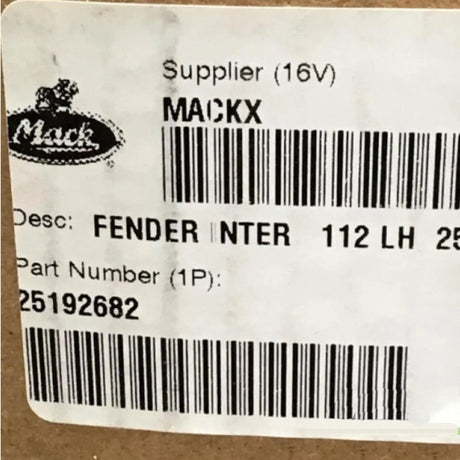 Supplier (16V)
MACKX
Mack
Desc: FENDER INTER 112 LH 25
Part Number (1P):
25192682